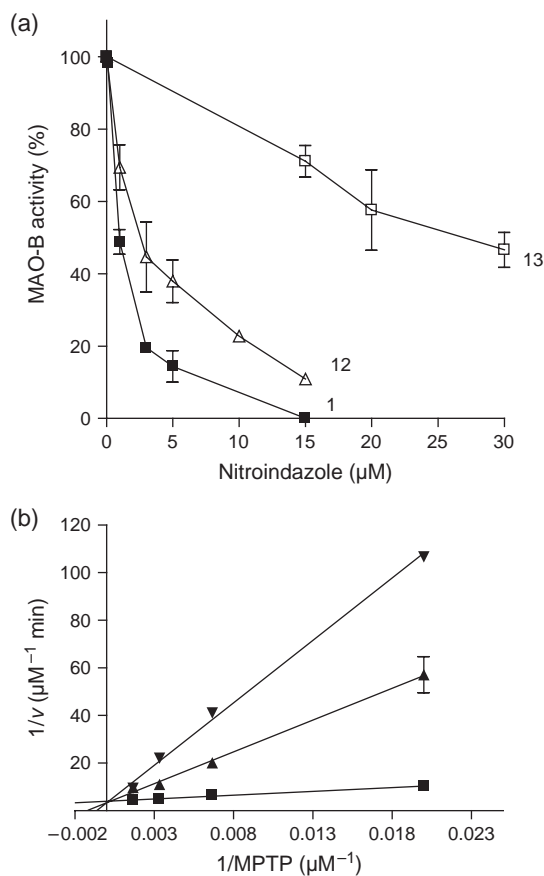 (a)
100
80
60
40
20
0
MAO-B activity (%)
13
12
1
0 5 10 15 20 25 30
Nitroindazole (µM)
(b)
120
100
80
60
40
20
1/v (µM⁻¹ min)
−0.002 0.003 0.008 0.013 0.018 0.023
1/MPTP (µM⁻¹)